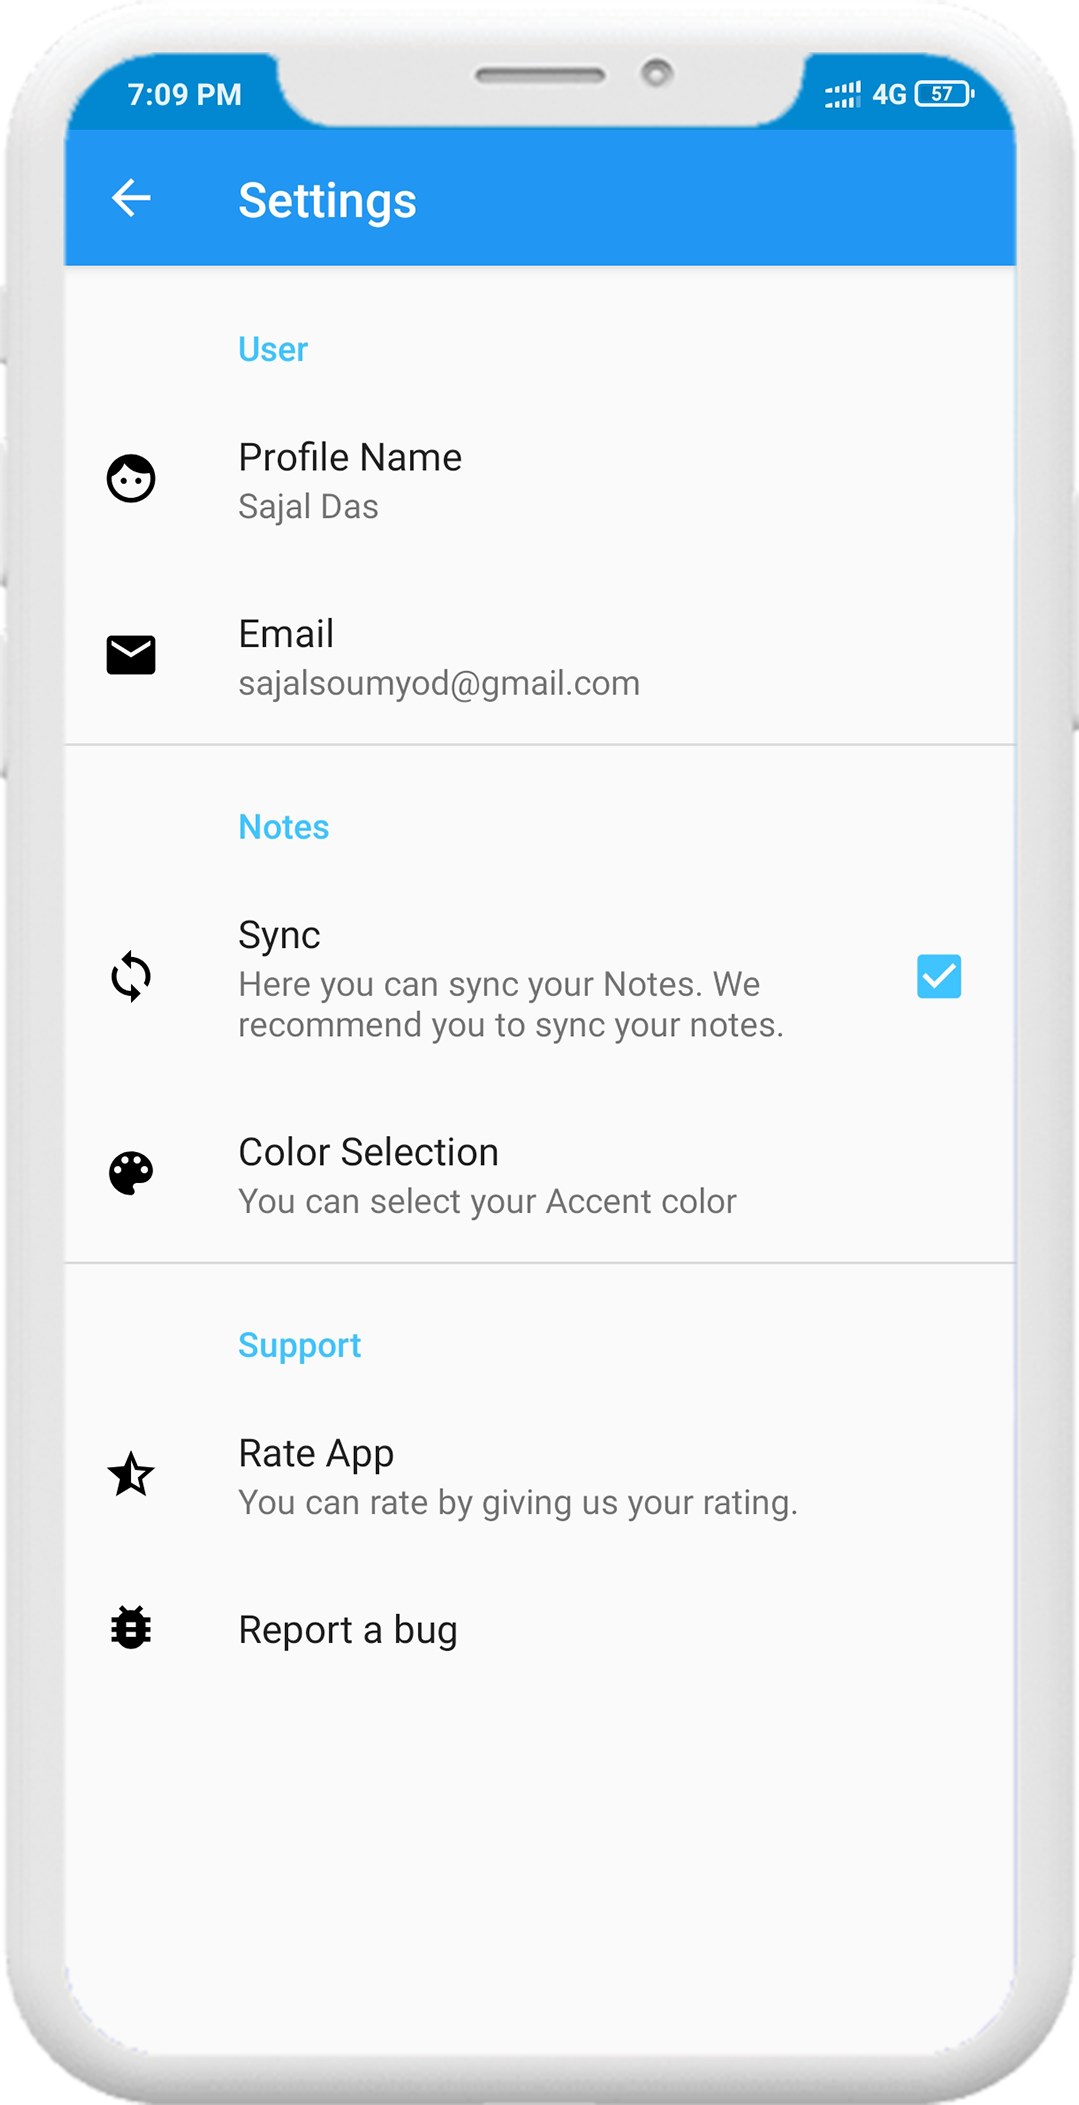 7:09 PM 4G 57
Settings
User
Profile Name
Sajal Das
Email
sajalsoumyod@gmail.com
Notes
Sync
Here you can sync your Notes. We
recommend you to sync your notes.
Color Selection
You can select your Accent color
Support
Rate App
You can rate by giving us your rating.
Report a bug